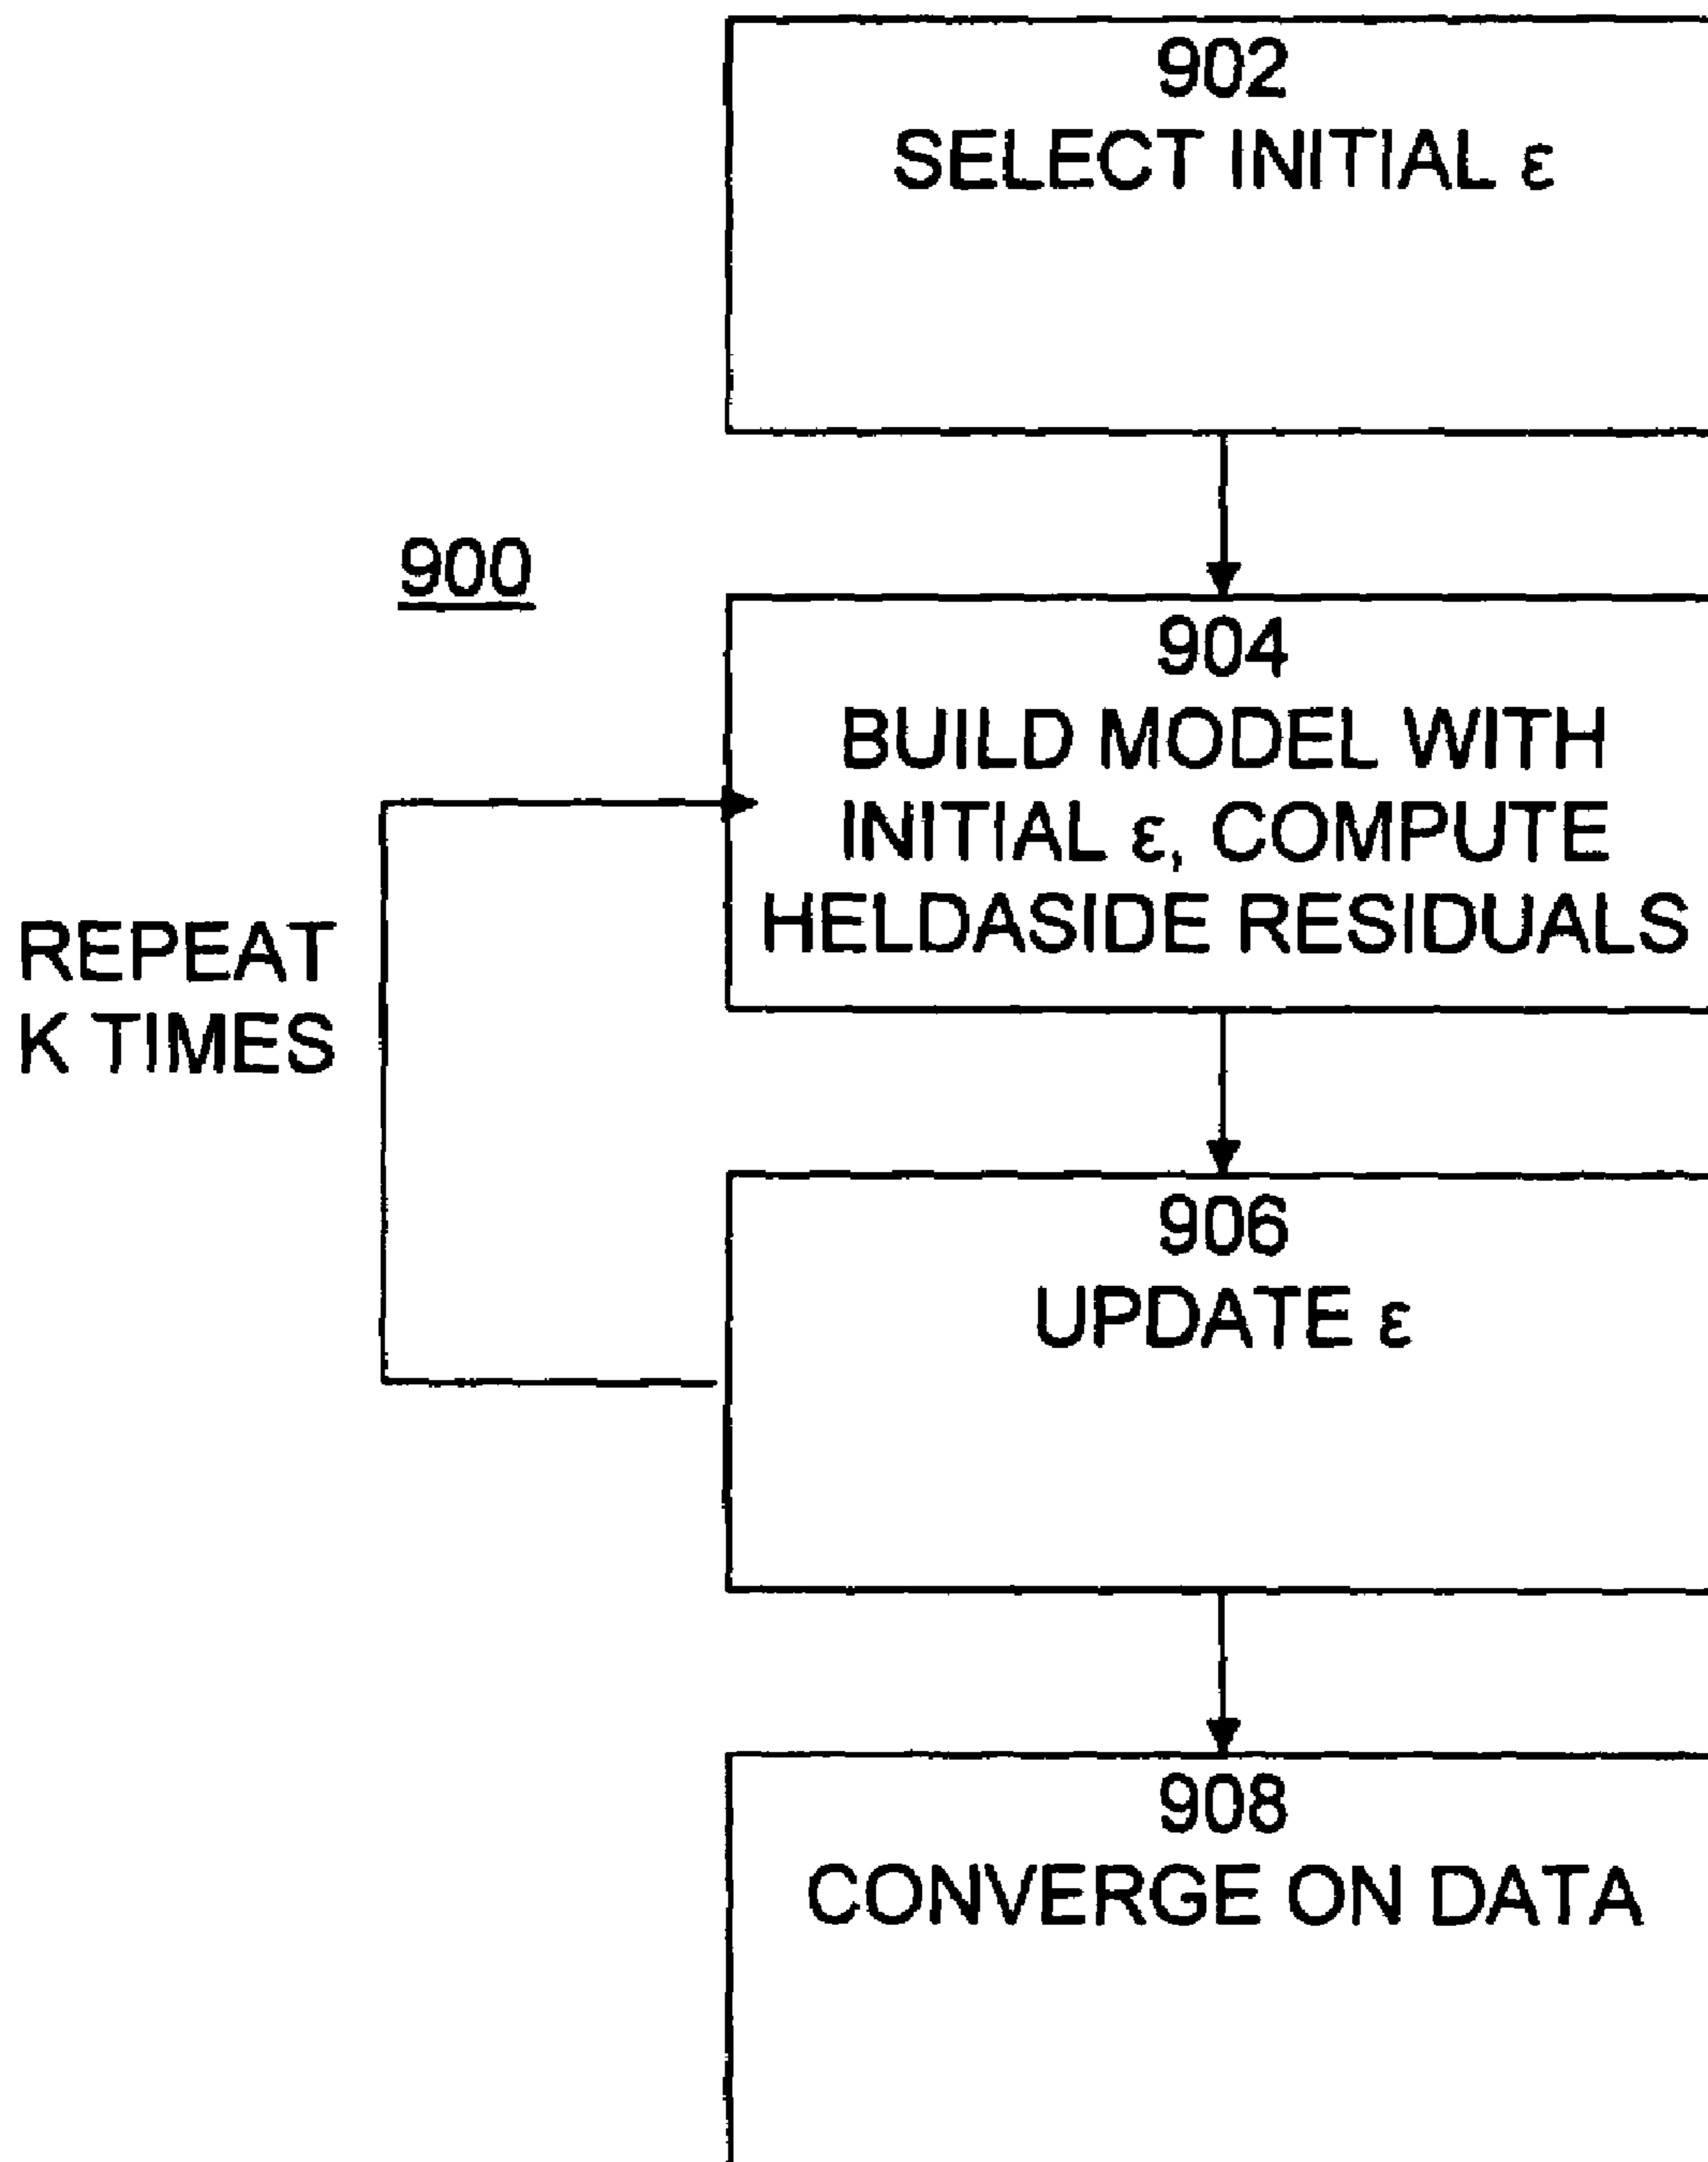 902
SELECT INITIAL ε
900
904
BUILD MODEL WITH
INITIAL ε, COMPUTE
HELDASIDE RESIDUALS
REPEAT
K TIMES
906
UPDATE ε
908
CONVERGE ON DATA